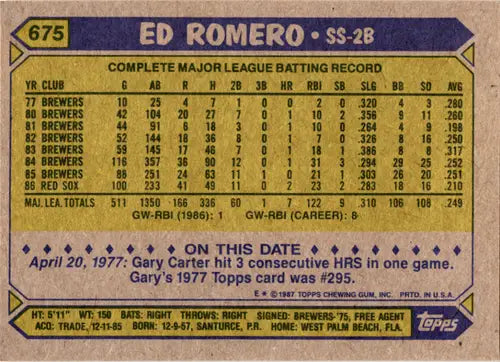 675 ED ROMERO • SS-2B
COMPLETE MAJOR LEAGUE BATTING RECORD
YR CLUB G AB R H 2B 3B HR RBI SB SLG BB SO AVG
77 BREWERS 10 25 4 7 1 0 0 2 0 .320 4 3 .280
80 BREWERS 42 104 20 27 7 0 1 10 2 .356 9 11 .260
81 BREWERS 44 91 6 18 3 0 1 10 0 .264 4 9 .198
82 BREWERS 52 144 18 36 8 0 1 7 0 .326 8 16 .250
83 BREWERS 59 145 17 46 7 0 1 18 1 .386 8 8 .317
84 BREWERS 116 357 36 90 12 0 1 31 3 .294 29 25 .252
85 BREWERS 88 251 24 63 11 1 0 21 1 .303 26 20 .251
86 RED SOX 100 233 41 49 11 0 2 23 2 .283 18 16 .210
MAJ. LEA. TOTALS 511 1350 166 336 60 1 7 122 9 .310 106 108 .249
GW-RBI (1986): 1 GW-RBI (CAREER): 8
ON THIS DATE
April 20, 1977: Gary Carter hit 3 consecutive HRS in one game.
Gary's 1977 Topps card was #295.
E * © 1987 TOPPS CHEWING GUM, INC. PRTD. IN U.S.A.
HT: 5'11" WT: 150 BATS: RIGHT THROWS: RIGHT SIGNED: BREWERS-'75, FREE AGENT
ACQ: TRADE, 12-11-85 BORN: 12-9-57, SANTURCE, P.R. HOME: WEST PALM BEACH, FLA.
Topps